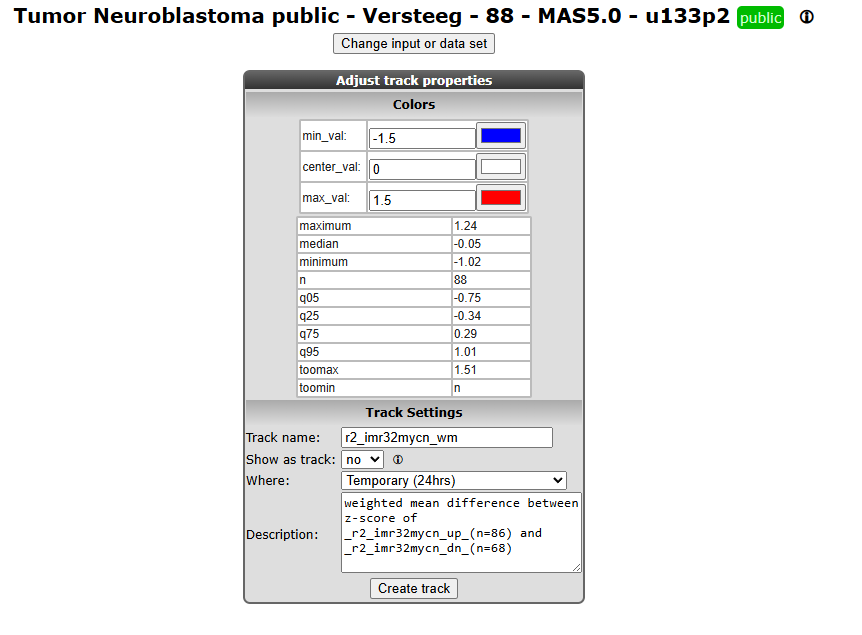 Tumor Neuroblastoma public - Versteeg - 88 - MAS5.0 - u133p2 public
Change input or data set
Adjust track properties
Colors
min_val: -1.5
center_val: 0
max_val: 1.5
maximum 1.24
median -0.05
minimum -1.02
n 88
q05 -0.75
q25 -0.34
q75 0.29
q95 1.01
toomax 1.51
toomin n
Track Settings
Track name: r2_imr32mycn_wm
Show as track: no
Where: Temporary (24hrs)
Description: weighted mean difference between
z-score of
_r2_imr32mycn_up_(n=86) and
_r2_imr32mycn_dn_(n=68)
Create track